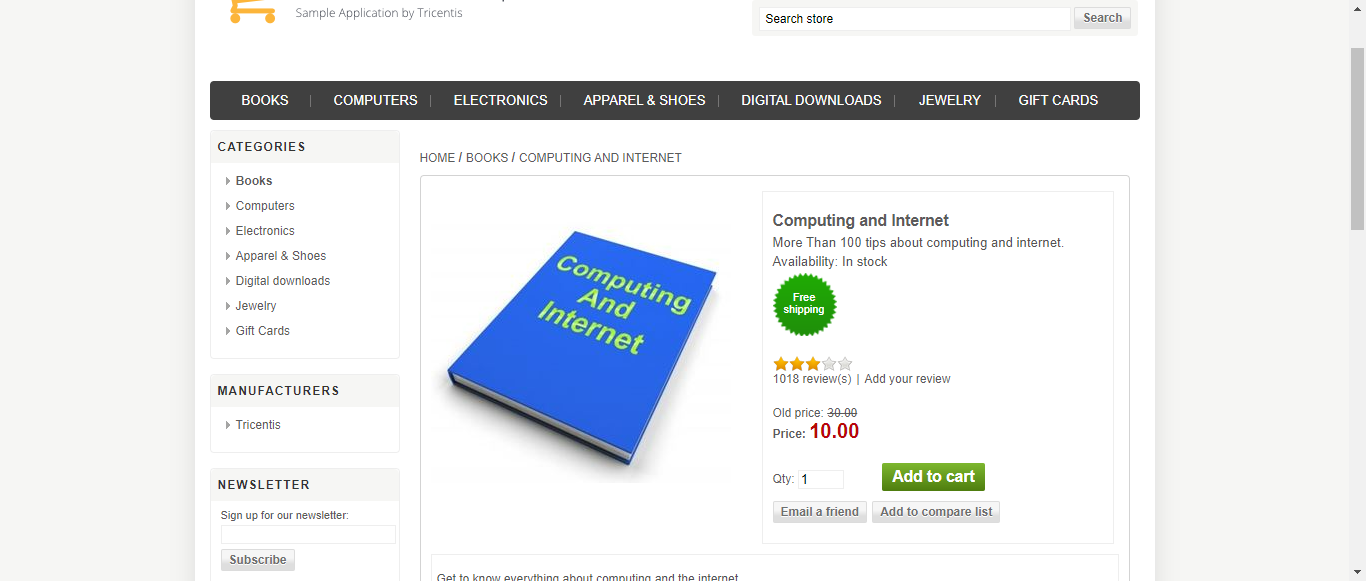 Sample Application by Tricentis
Search store
Search
BOOKS
COMPUTERS
ELECTRONICS
APPAREL & SHOES
DIGITAL DOWNLOADS
JEWELRY
GIFT CARDS
CATEGORIES
Books
Computers
Electronics
Apparel & Shoes
Digital downloads
Jewelry
Gift Cards
MANUFACTURERS
Tricentis
NEWSLETTER
Sign up for our newsletter:
Subscribe
HOME / BOOKS / COMPUTING AND INTERNET
Computing
And
Internet
Computing and Internet
More Than 100 tips about computing and internet.
Availability: In stock
Free
shipping
1018 review(s) | Add your review
Old price: 30.00
Price: 10.00
Qty: 1
Add to cart
Email a friend
Add to compare list
Get to know everything about computing and the internet